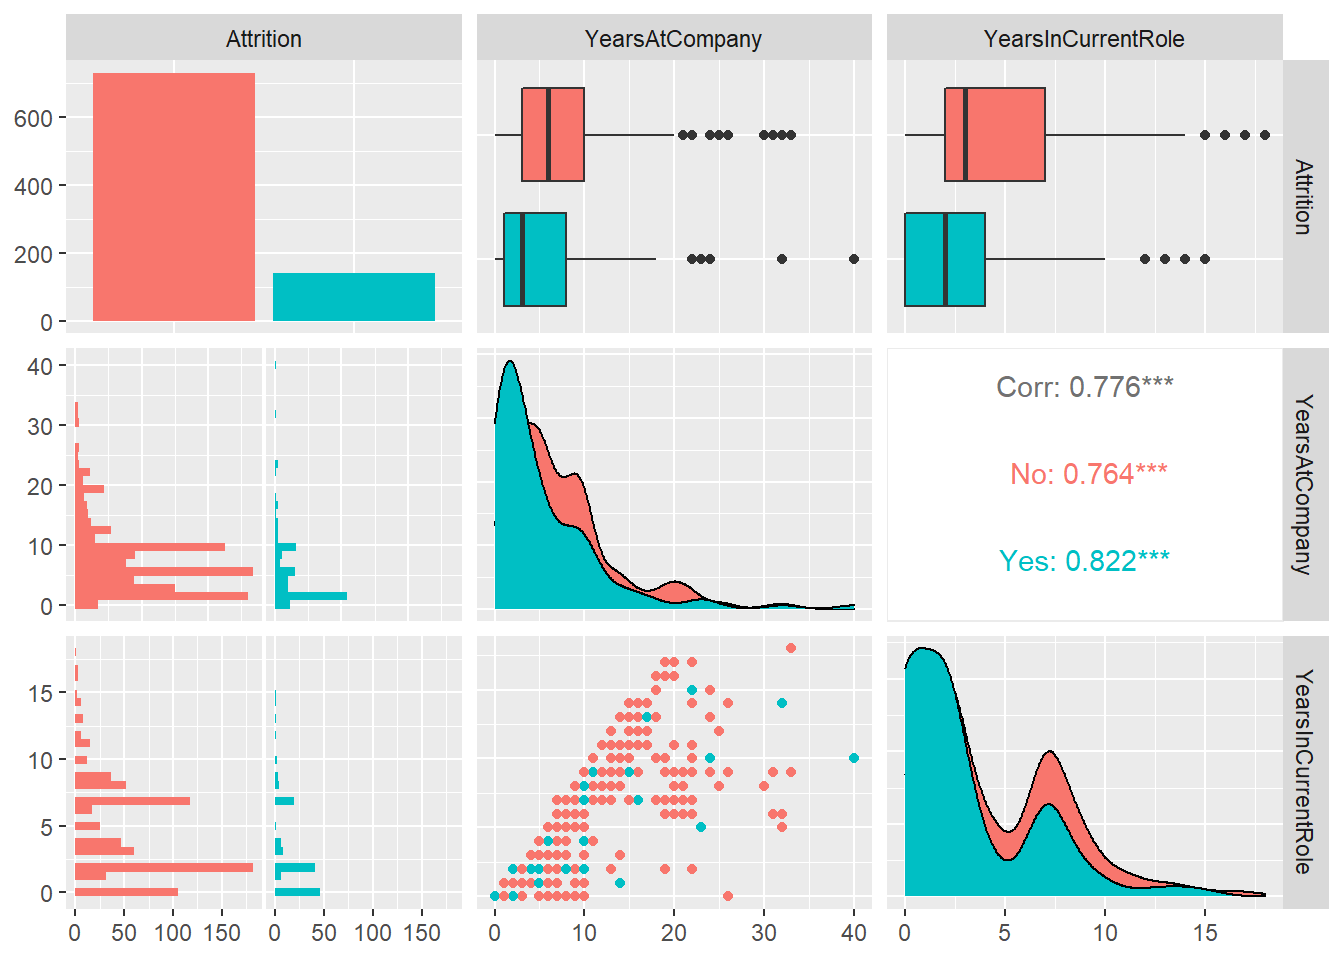 Attrition YearsAtCompany YearsInCurrentRole
600
400
200
0
Attrition
40
30
20
10
0
Corr: 0.776***
No: 0.764***
Yes: 0.822***
YearsAtCompany
15
10
5
0
YearsInCurrentRole
0 50 100 150 0 50 100 150 0 10 20 30 40 0 5 10 15